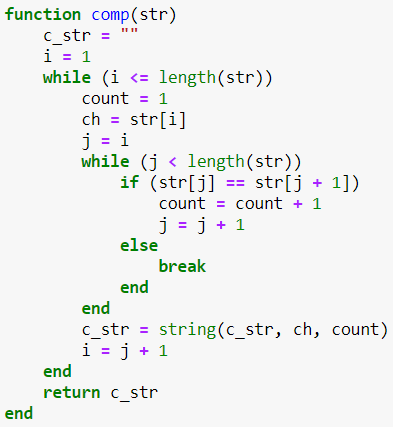 function comp(str)
    c_str = ""
    i = 1
    while (i <= length(str))
        count = 1
        ch = str[i]
        j = i
        while (j < length(str))
            if (str[j] == str[j + 1])
                count = count + 1
                j = j + 1
            else
                break
            end
        end
        c_str = string(c_str, ch, count)
        i = j + 1
    end
    return c_str
end